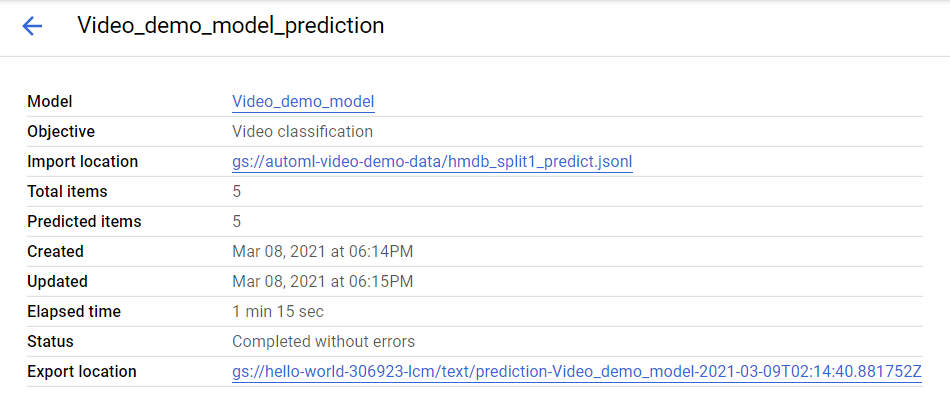 Video_demo_model_prediction
Model Video_demo_model
Objective Video classification
Import location gs://automl-video-demo-data/hmdb_split1_predict.jsonl
Total items 5
Predicted items 5
Created Mar 08, 2021 at 06:14PM
Updated Mar 08, 2021 at 06:15PM
Elapsed time 1 min 15 sec
Status Completed without errors
Export location gs://hello-world-306923-lcm/text/prediction-Video_demo_model-2021-03-09T02:14:40.881752Z